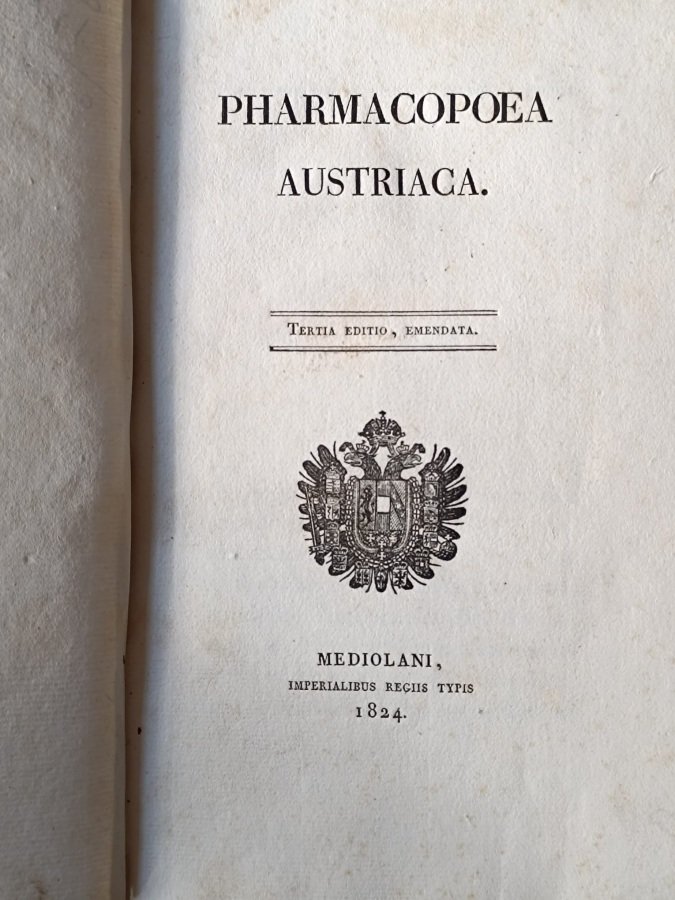 PHARMACOPOEA
AUSTRIACA.
TERTIA EDITIO, EMENDATA.
MEDIOLANI,
IMPERIALIBUS REGIIS TYPIS
1824.